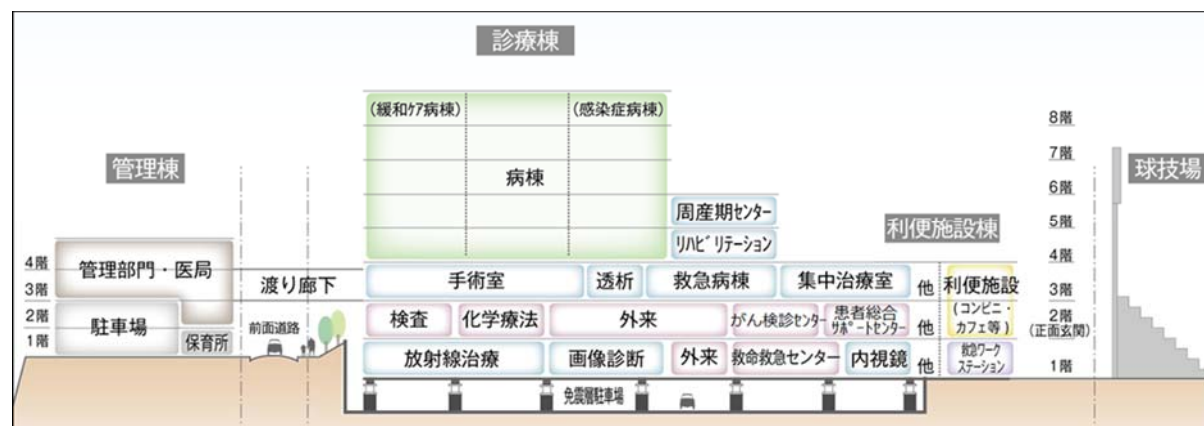 診療棟
(緩和ケア病棟)
(感染症病棟)
病棟
周産期センター
リハビリテーション
管理棟
4階
3階
2階
1階
管理部門・医局
駐車場
保育所
渡り廊下
前面道路
手術室
透析
救急病棟
集中治療室
他
検査
化学療法
外来
がん検診センター
患者総合
サポートセンター
他
放射線治療
画像診断
外来
救命救急センター
内視鏡
他
免震層駐車場
利便施設棟
利便施設
(コンビニ・
カフェ等)
救急ワーク
ステーション
8階
7階
6階
5階
4階
3階
2階
(正面玄関)
1階
球技場